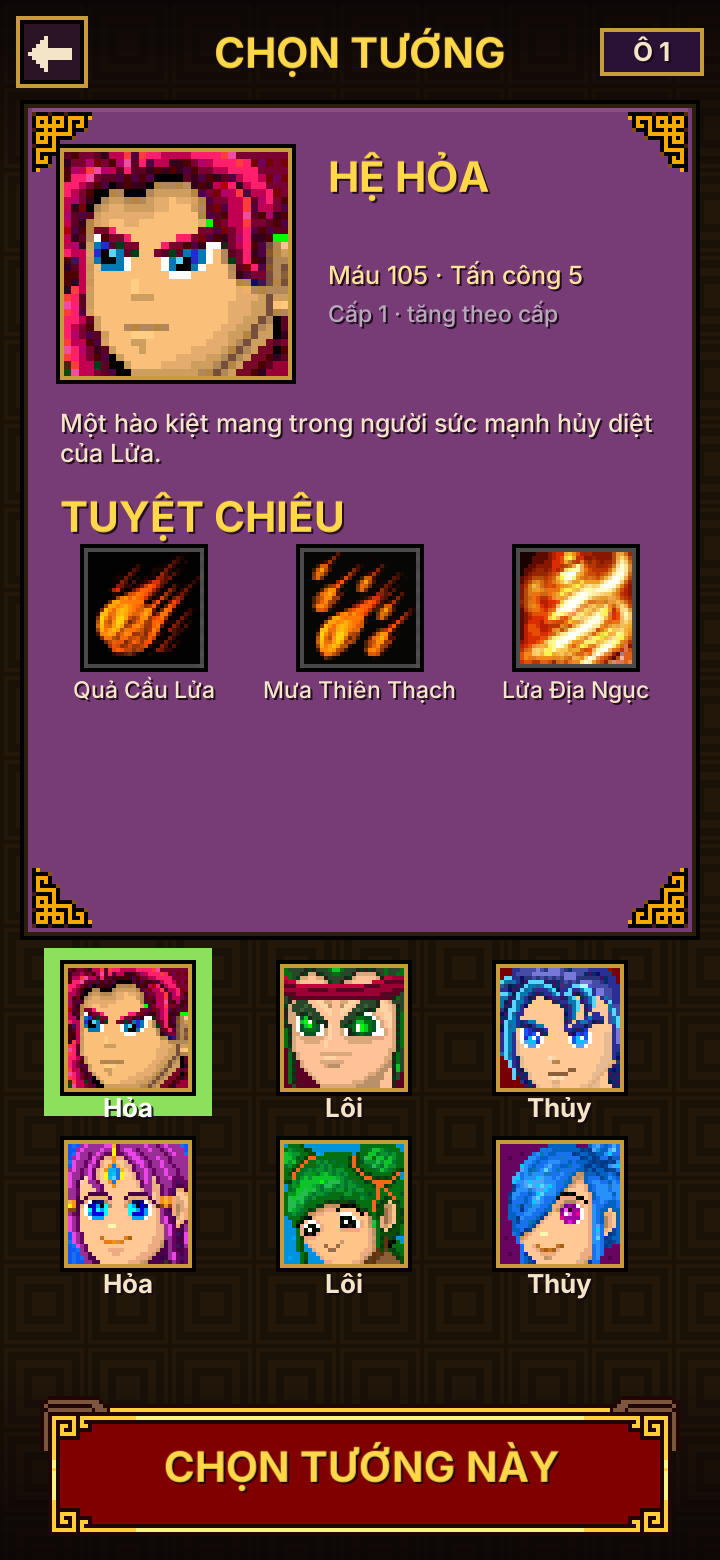 CHỌN TƯỚNG
Ô 1
HỆ HỎA
Máu 105 · Tấn công 5
Cấp 1 · tăng theo cấp
Một hào kiệt mang trong người sức mạnh hủy diệt
của Lửa.
TUYỆT CHIÊU
Quả Cầu Lửa
Mưa Thiên Thạch
Lửa Địa Ngục
Hỏa
Lôi
Thủy
Hỏa
Lôi
Thủy
CHỌN TƯỚNG NÀY